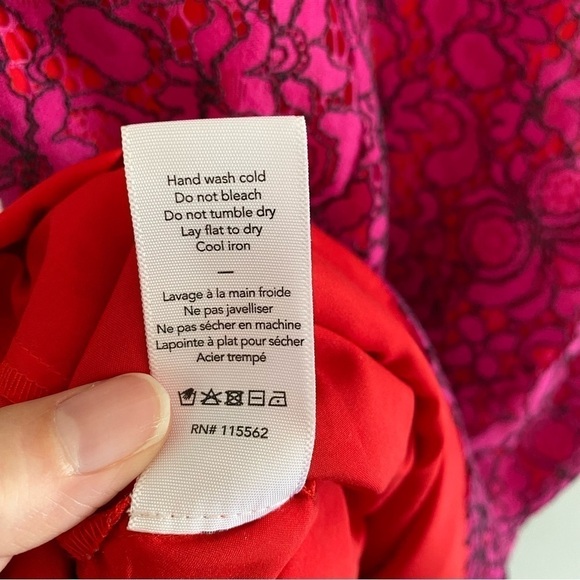 Hand wash cold
Do not bleach
Do not tumble dry
Lay flat to dry
Cool iron
—
Lavage à la main froide
Ne pas javelliser
Ne pas sécher en machine
Lapointe à plat pour sécher
Acier trempé
RN# 115562